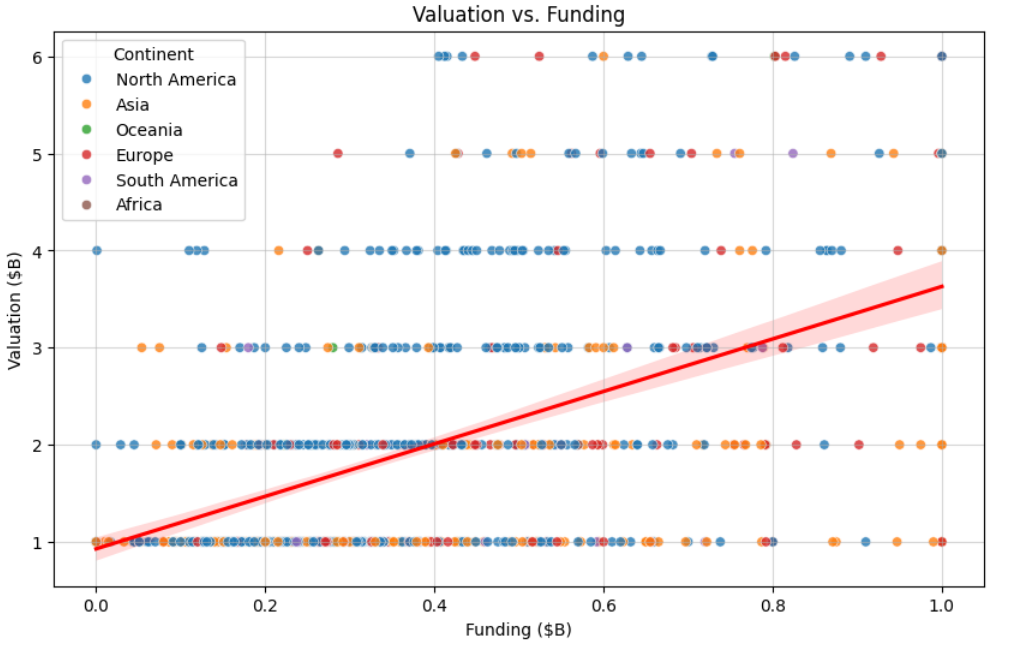 Valuation vs. Funding
Continent
North America
Asia
Oceania
Europe
South America
Africa
Valuation ($B)
6
5
4
3
2
1
0.0 0.2 0.4 0.6 0.8 1.0
Funding ($B)